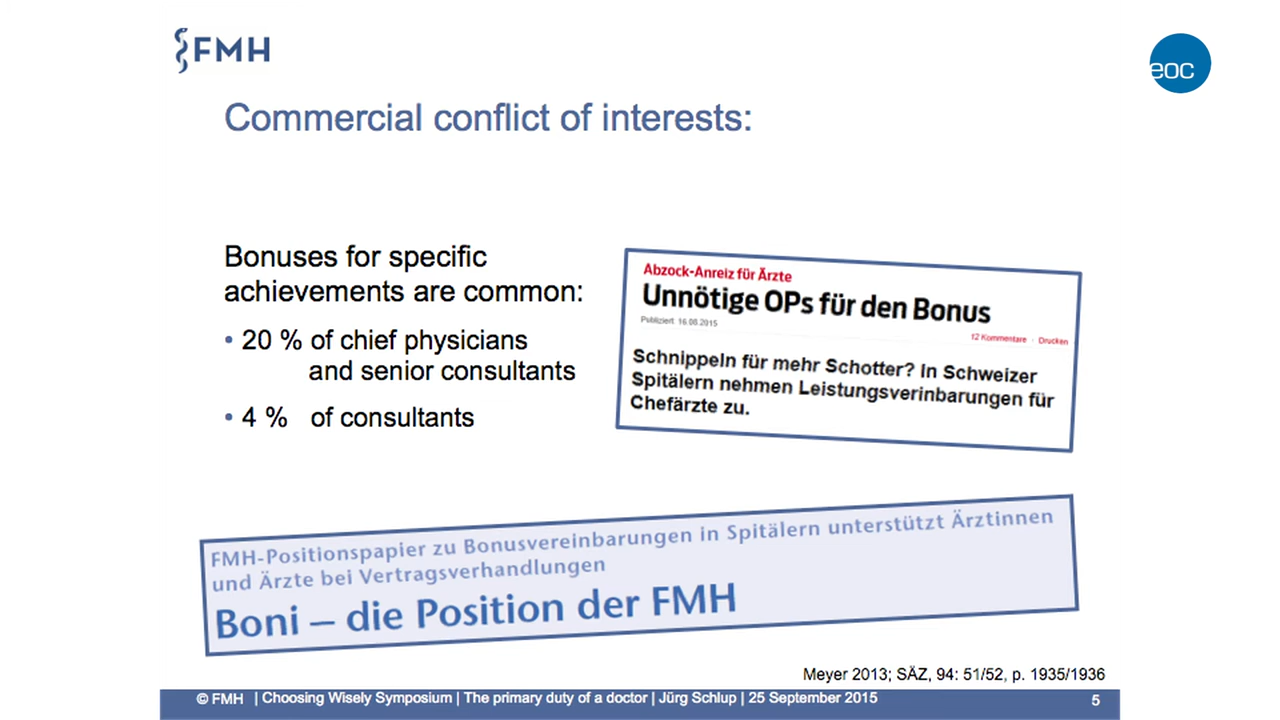 FMH
eoc
Commercial conflict of interests:
Bonuses for specific
achievements are common:
• 20 % of chief physicians
and senior consultants
• 4 % of consultants
Abzock-Anreiz für Ärzte
Unnötige OPs für den Bonus
Publiziert: 16.08.2015
12 Kommentare · Drucken
Schnippeln für mehr Schotter? In Schweizer
Spitälern nehmen Leistungsverinbarungen für
Chefärzte zu.
FMH-Positionspapier zu Bonusvereinbarungen in Spitälern unterstützt Ärztinnen
und Ärzte bei Vertragsverhandlungen
Boni – die Position der FMH
Meyer 2013; SÄZ, 94: 51/52, p. 1935/1936
© FMH | Choosing Wisely Symposium | The primary duty of a doctor | Jürg Schlup | 25 September 2015
5